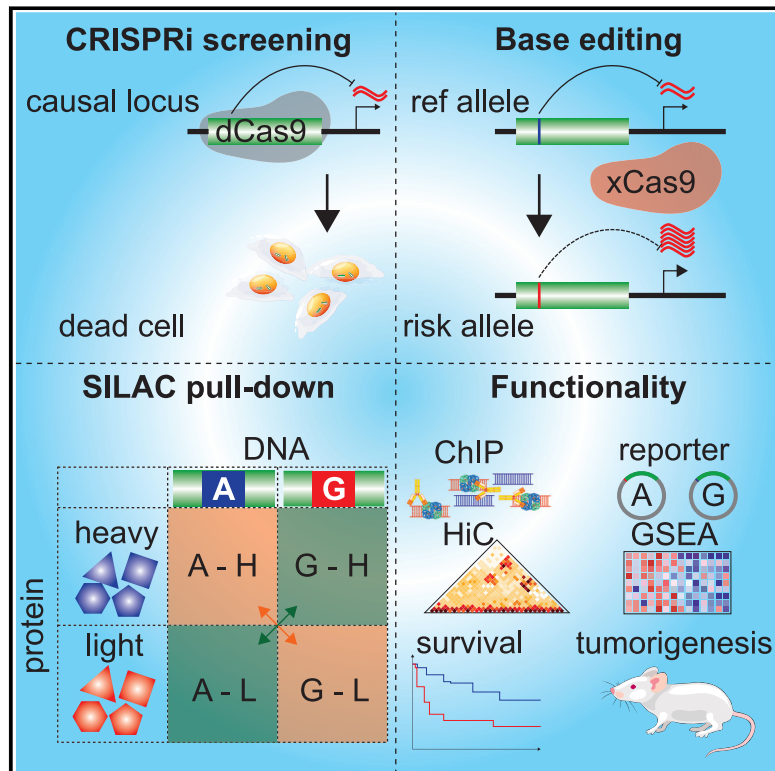 CRISPRi screening
causal locus
dCas9
dead cell
Base editing
ref allele
xCas9
risk allele
SILAC pull-down
DNA
A
G
heavy
A - H
G - H
protein
light
A - L
G - L
Functionality
ChIP
reporter
A
G
HiC
GSEA
survival
tumorigenesis